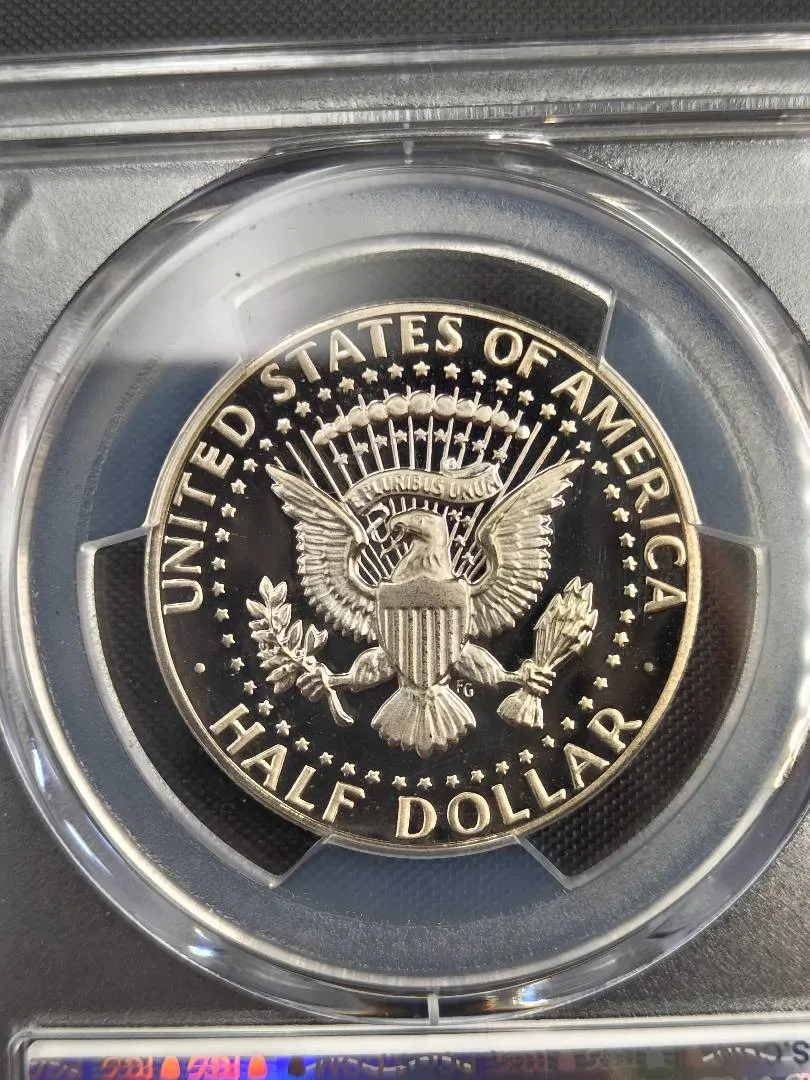 UNITED STATES OF AMERICA
PLURIBUS UNUM
FG
HALF DOLLAR